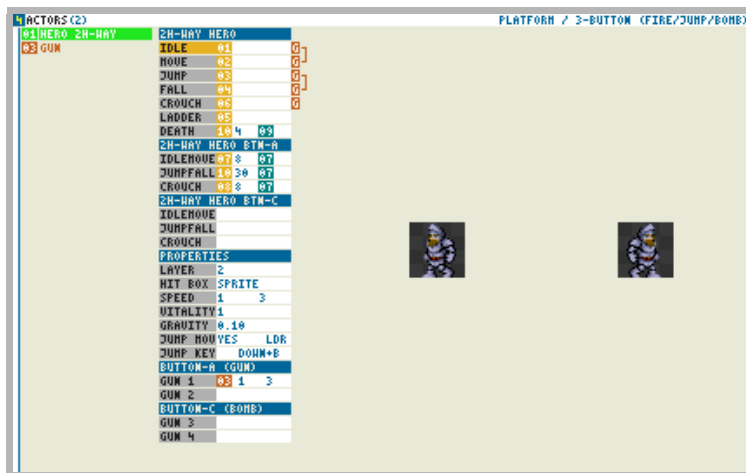 4 ACTORS(2) PLATFORM / 3-BUTTON (FIRE/JUMP/BOMB)
01 HERO 2H-WAY
03 GUN
2H-WAY HERO
IDLE 01 G
MOVE 02 G
JUMP 03 G
FALL 04 G
CROUCH 06 G
LADDER 05
DEATH 10 4 09
2H-WAY HERO BTN-A
IDLEMOVE 07 8 07
JUMPFALL 10 30 07
CROUCH 08 8 07
2H-WAY HERO BTN-C
IDLEMOVE
JUMPFALL
CROUCH
PROPERTIES
LAYER 2
HIT BOX SPRITE
SPEED 1 3
VITALITY 1
GRAVITY 0.10
JUMP MOV YES LDR
JUMP KEY DOWN+B
BUTTON-A (GUN)
GUN 1 03 1 3
GUN 2
BUTTON-C (BOMB)
GUN 3
GUN 4